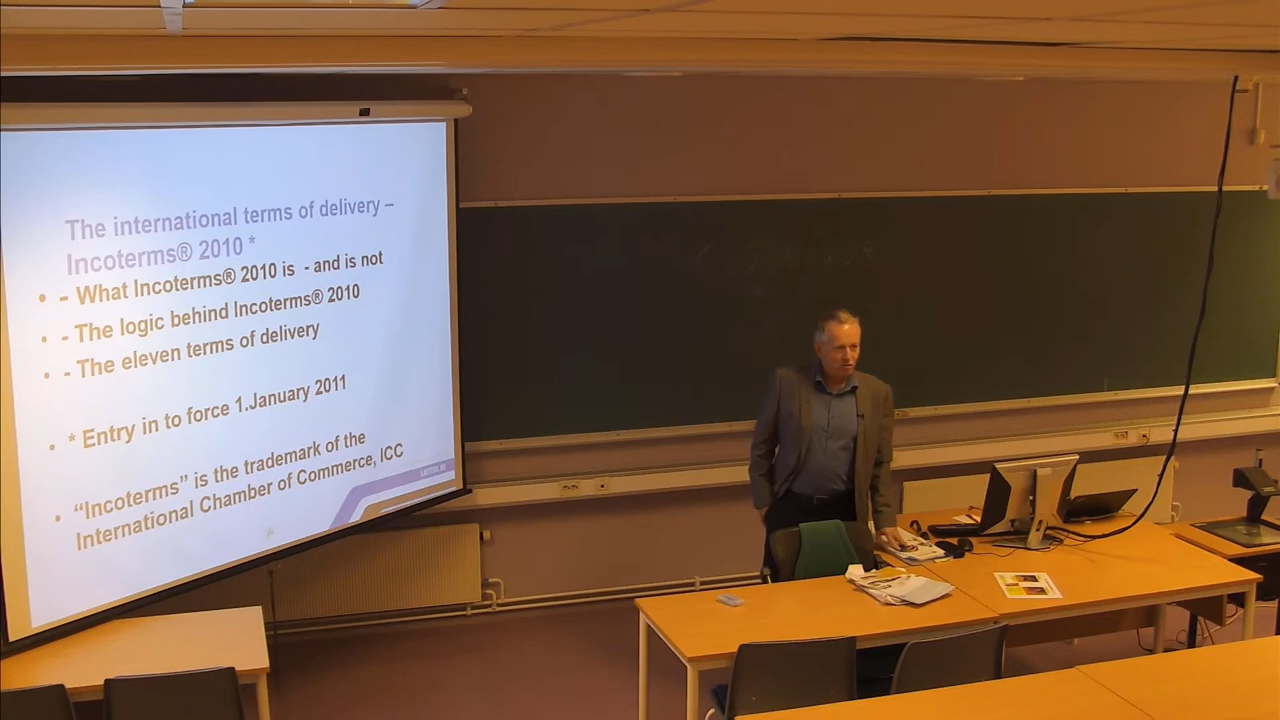 The international terms of delivery –
Incoterms® 2010 *
• - What Incoterms® 2010 is - and is not
• - The logic behind Incoterms® 2010
• - The eleven terms of delivery
• * Entry in to force 1.January 2011
• “Incoterms” is the trademark of the
International Chamber of Commerce, ICC